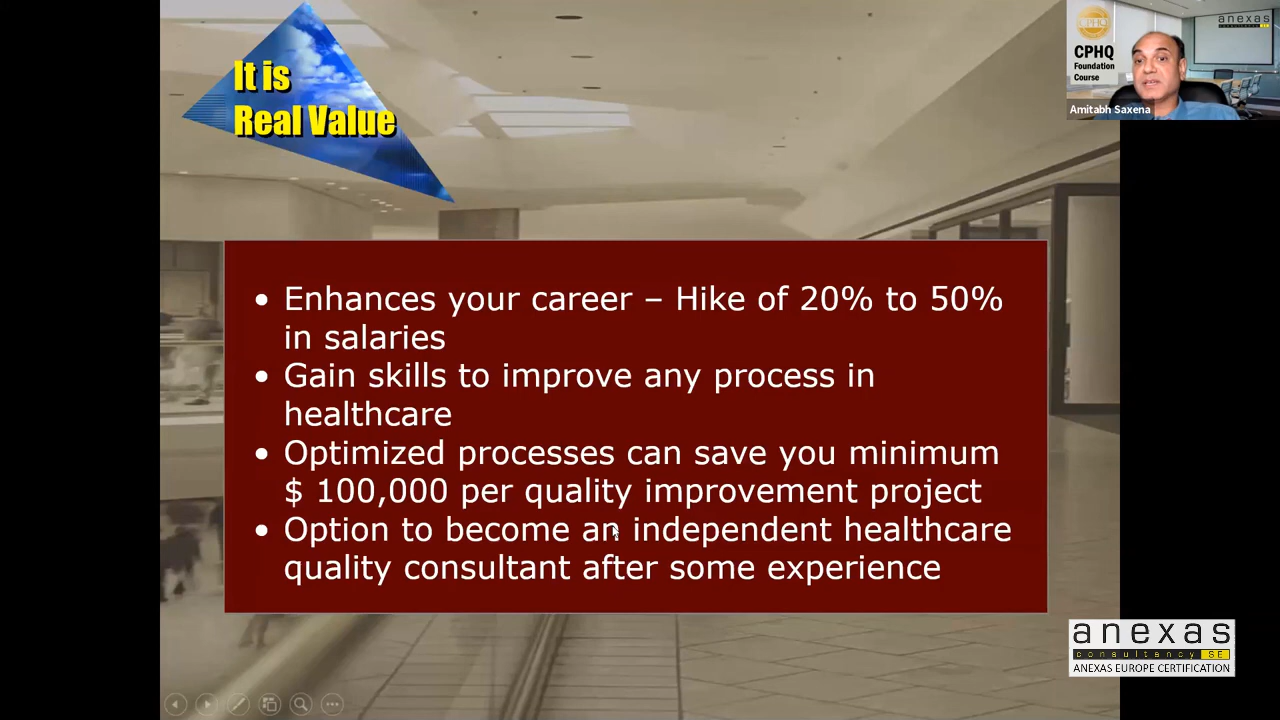 It is
Real Value
• Enhances your career – Hike of 20% to 50%
in salaries
• Gain skills to improve any process in
healthcare
• Optimized processes can save you minimum
$ 100,000 per quality improvement project
• Option to become an independent healthcare
quality consultant after some experience
CPHQ
CPHQ
Foundation
Course
anexas
Amitabh Saxena
anexas
consultancy SE
ANEXAS EUROPE CERTIFICATION